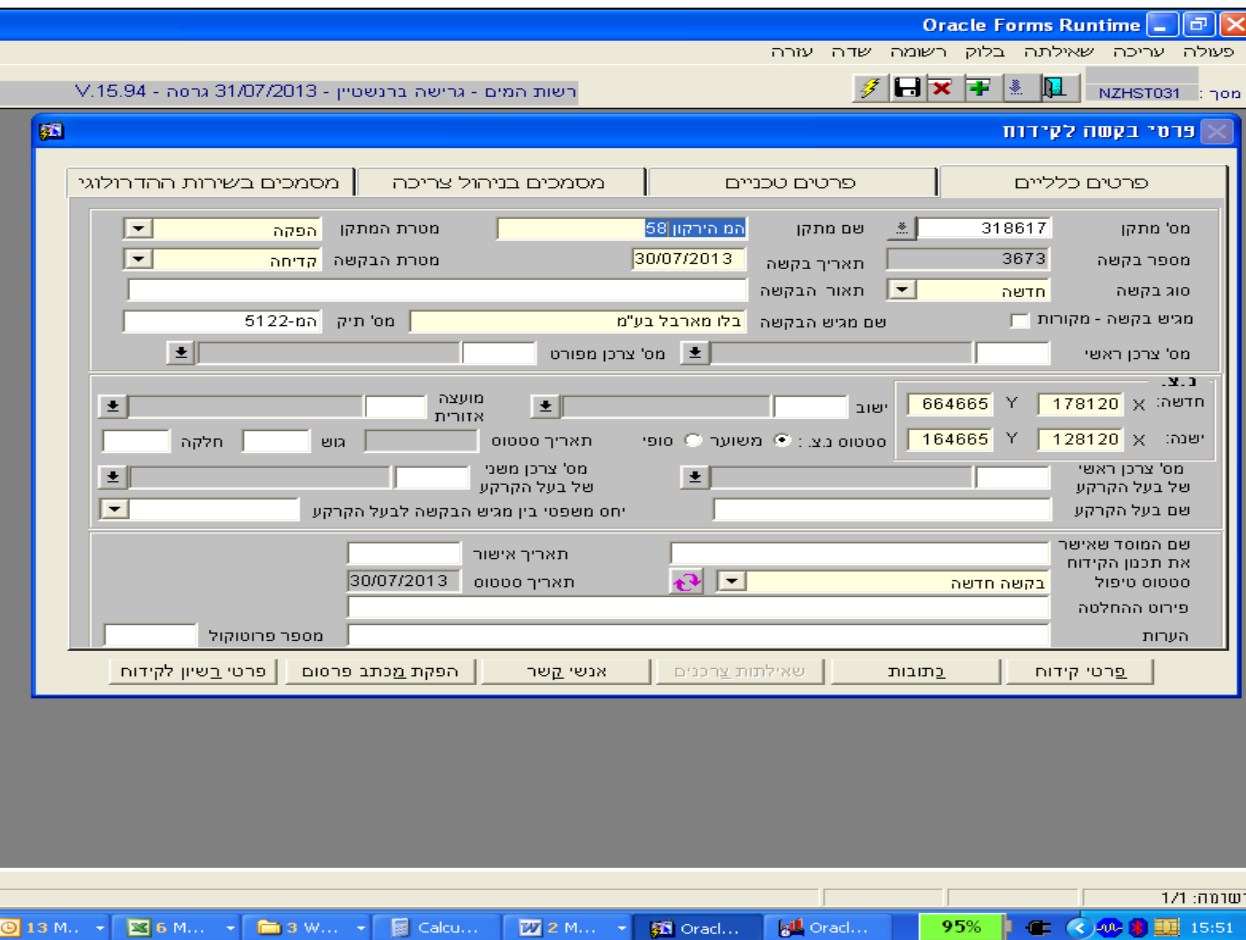 Oracle Forms Runtime
פעולה עריכה שאילתה בלוק רשומה שדה עזרה
מסך : NZHST031 רשות המים - גרישה ברנשטיין - 31/07/2013 גרסה - V.15.94
פרטי בקשה לקידוח
פרטים כלליים פרטים טכניים מסמכים בניהול צריכה מסמכים בשירות ההדרולוגי
מס' מתקן 318617 שם מתקן המ הירקון 58 מטרת המתקן הפקה
מספר בקשה 3673 תאריך בקשה 30/07/2013 מטרת הבקשה קדיחה
סוג בקשה חדשה תאור הבקשה
מגיש בקשה - מקורות שם מגיש הבקשה בלו מארבל בע"מ מס' תיק המ-5122
מס' צרכן ראשי מס' צרכן מפורט
נ.צ.
חדשה: X 178120 Y 664665 ישוב מועצה אזורית
ישנה: X 128120 Y 164665 סטטוס נ.צ. : משוער סופי תאריך סטטוס גוש חלקה
מס' צרכן ראשי של בעל הקרקע מס' צרכן משני של בעל הקרקע
שם בעל הקרקע יחס משפטי בין מגיש הבקשה לבעל הקרקע
שם המוסד שאישר את תכנון הקידוח תאריך אישור
סטטוס טיפול בקשה חדשה תאריך סטטוס 30/07/2013
פירוט ההחלטה
הערות מספר פרוטוקול
פרטי קידוח כתובות שאילתות צרכנים אנשי קשר הפקת מכתב פרסום פרטי רשיון לקידוח
רשומה: 1/1
13 M.. 6 M... 3 W... Calcu... 2 M... Oracl... Oracl... 95% 15:51